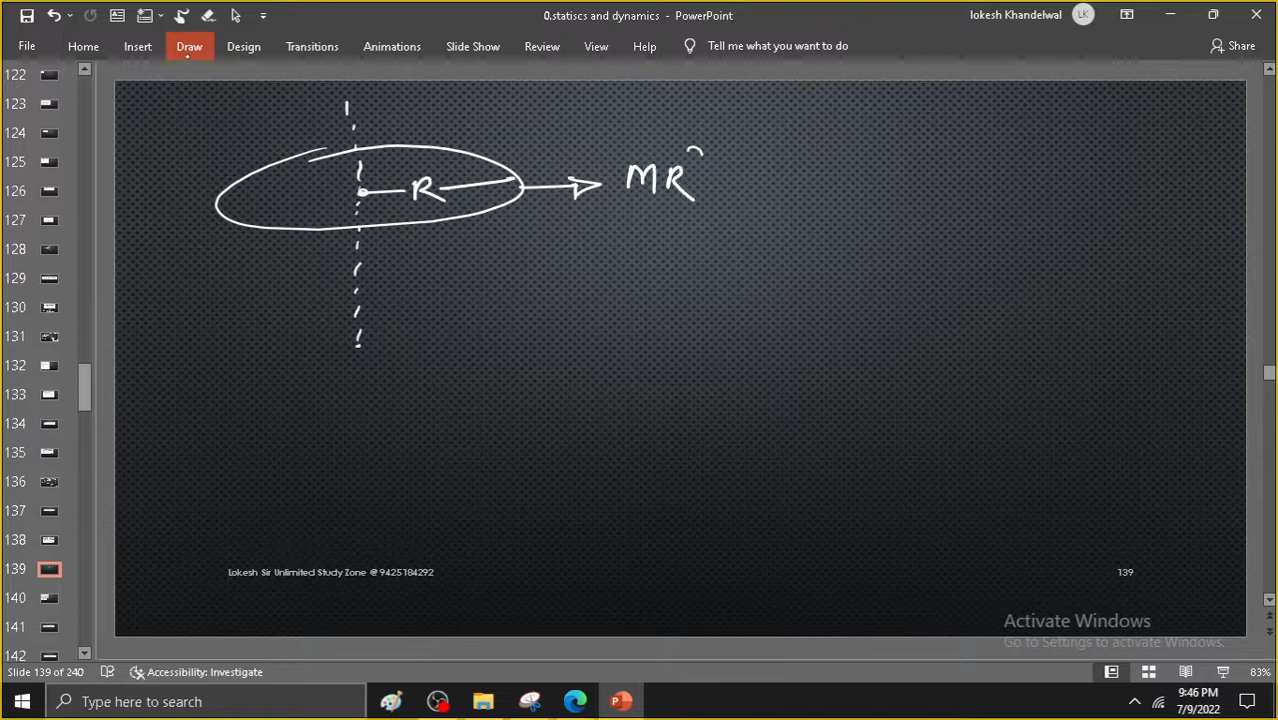 0.statiscs and dynamics - PowerPoint
lokesh Khandelwal
LK
File Home Insert Draw Design Transitions Animations Slide Show Review View Help Tell me what you want to do Share
122
123
124
125
126
127
128
129
130
131
132
133
134
135
136
137
138
139
140
141
142
R
MR
Lokesh Sir Unlimited Study Zone @ 9425184292
139
Activate Windows
Go to Settings to activate Windows.
Slide 139 of 240
Accessibility: Investigate
83%
Type here to search
9:46 PM
7/9/2022